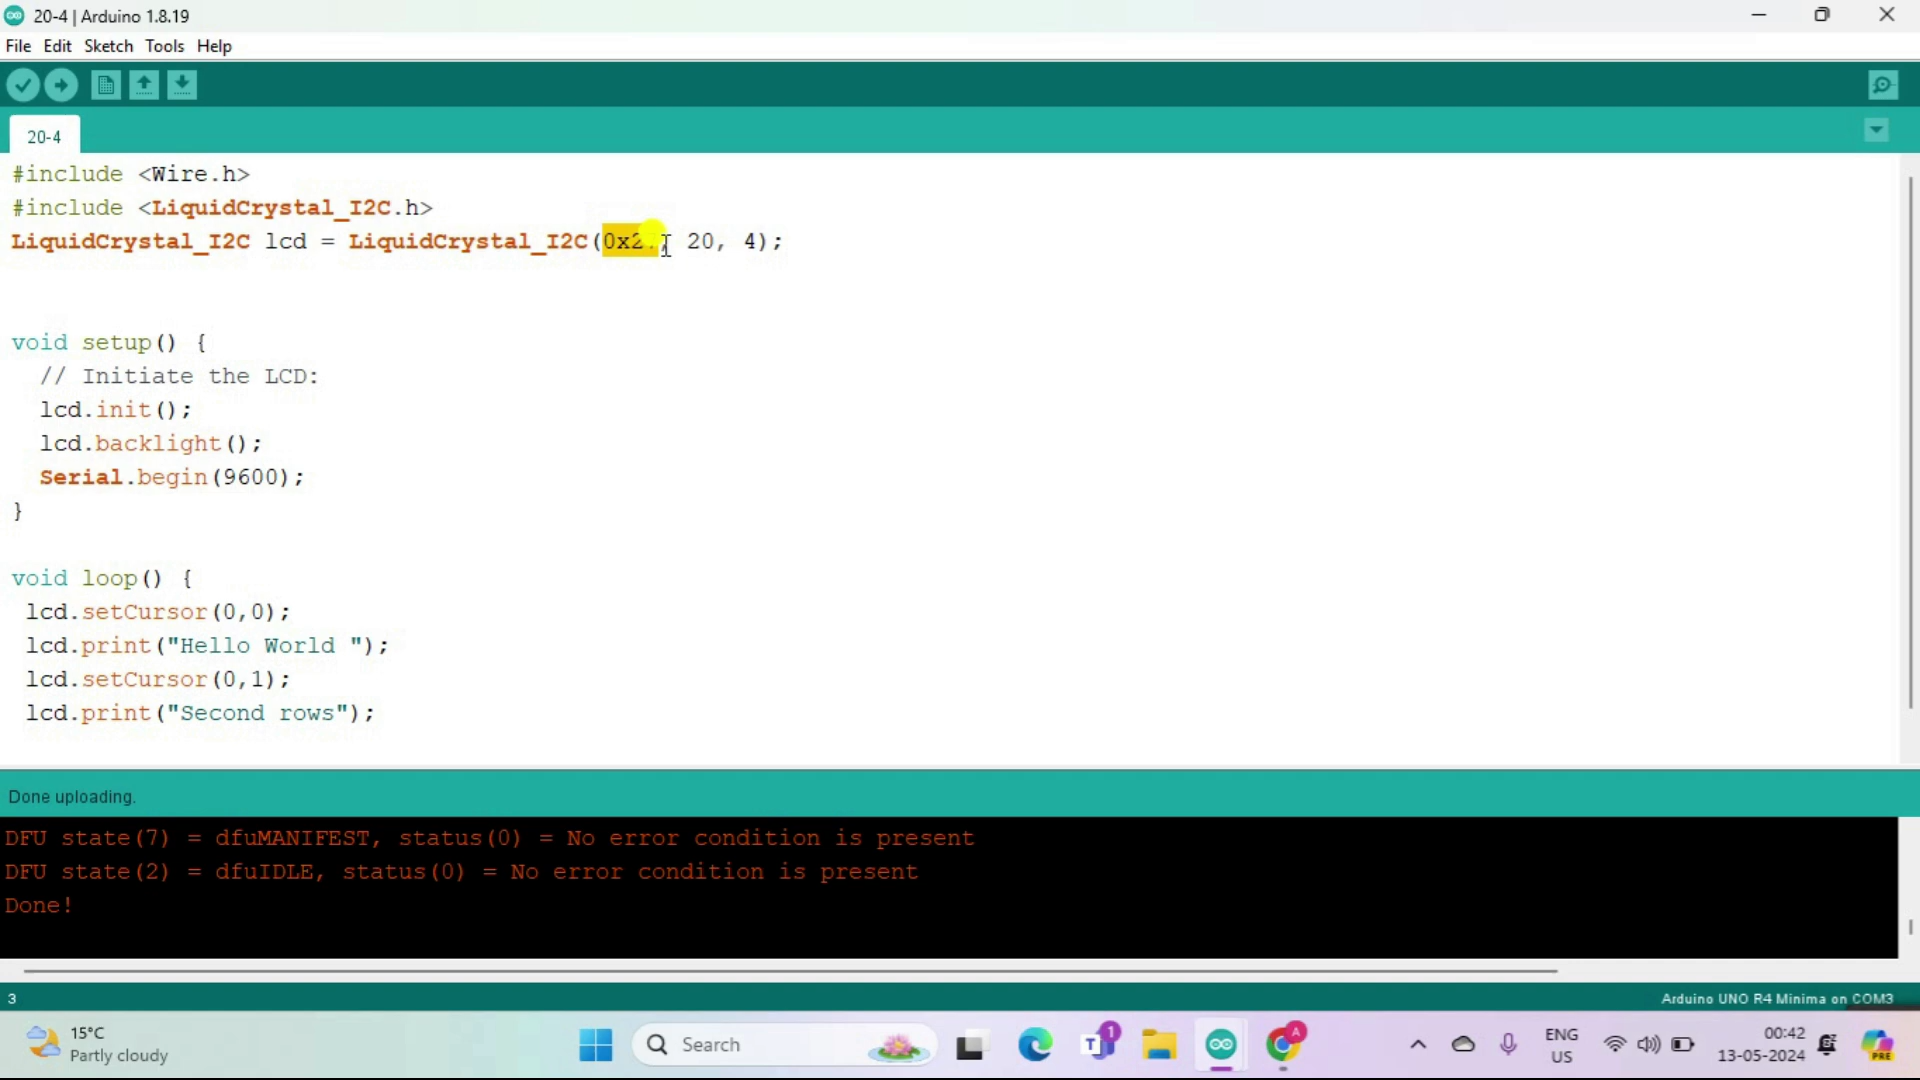 20-4 | Arduino 1.8.19
File Edit Sketch Tools Help
20-4
#include <Wire.h>
#include <LiquidCrystal_I2C.h>
LiquidCrystal_I2C lcd = LiquidCrystal_I2C(0x27, 20, 4);
void setup() {
// Initiate the LCD:
lcd.init();
lcd.backlight();
Serial.begin(9600);
}
void loop() {
lcd.setCursor(0,0);
lcd.print("Hello World ");
lcd.setCursor(0,1);
lcd.print("Second rows");
Done uploading.
DFU state(7) = dfuMANIFEST, status(0) = No error condition is present
DFU state(2) = dfuIDLE, status(0) = No error condition is present
Done!
3
Arduino UNO R4 Minima on COM3
15°C
Partly cloudy
Search
T
1
A
ENG
US
00:42
13-05-2024
PRE